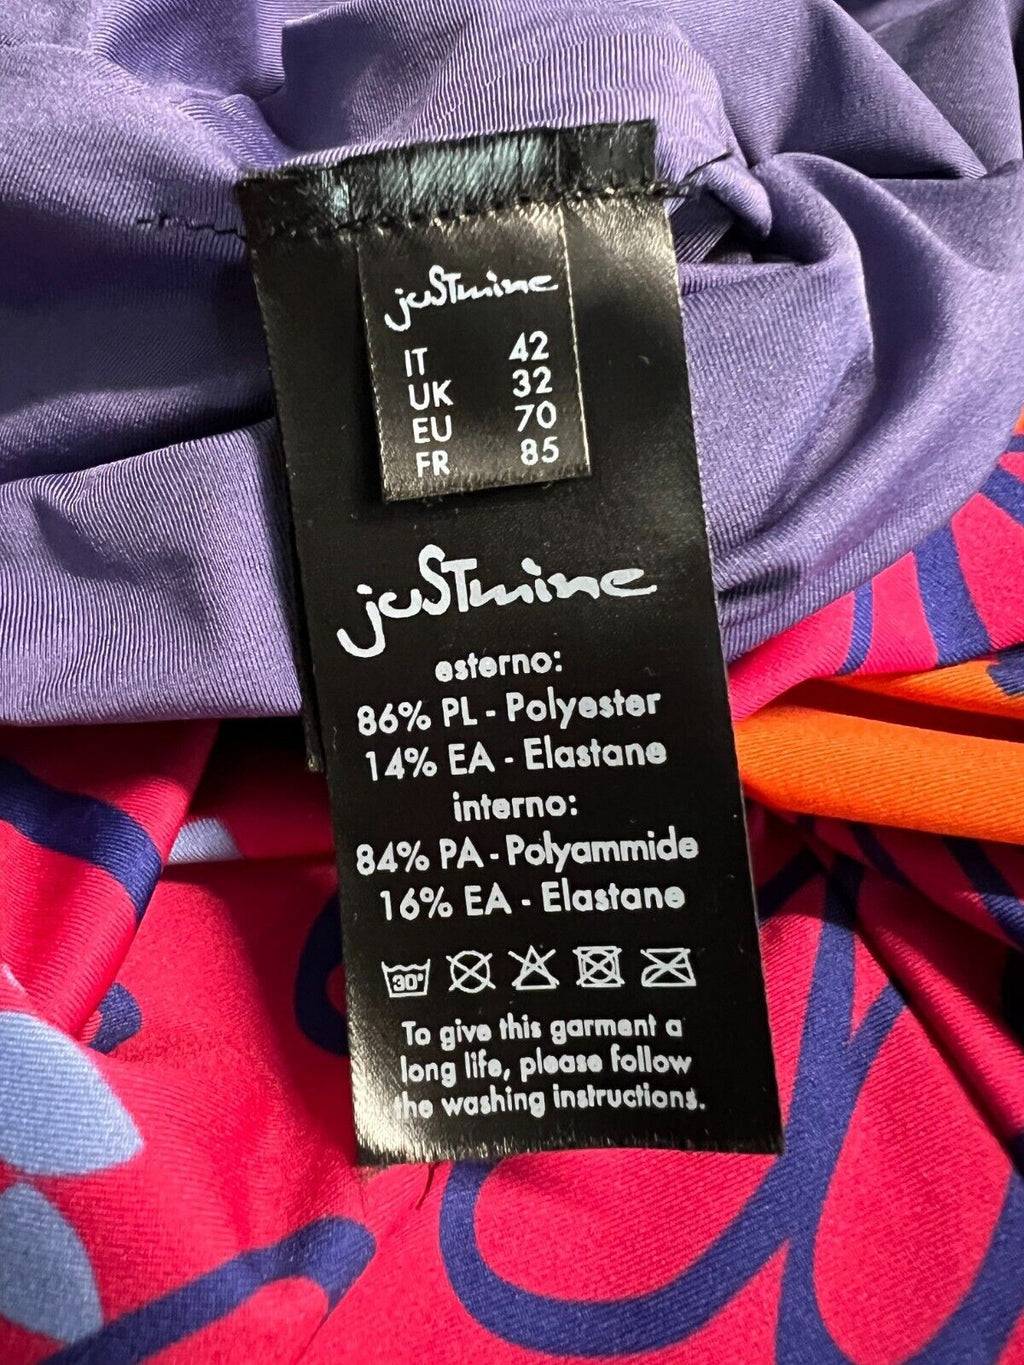 juSTmine
IT 42
UK 32
EU 70
FR 85
juSTmine
esterno:
86% PL - Polyester
14% EA - Elastane
interno:
84% PA - Polyammide
16% EA - Elastane
30°
To give this garment a
long life, please follow
the washing instructions.